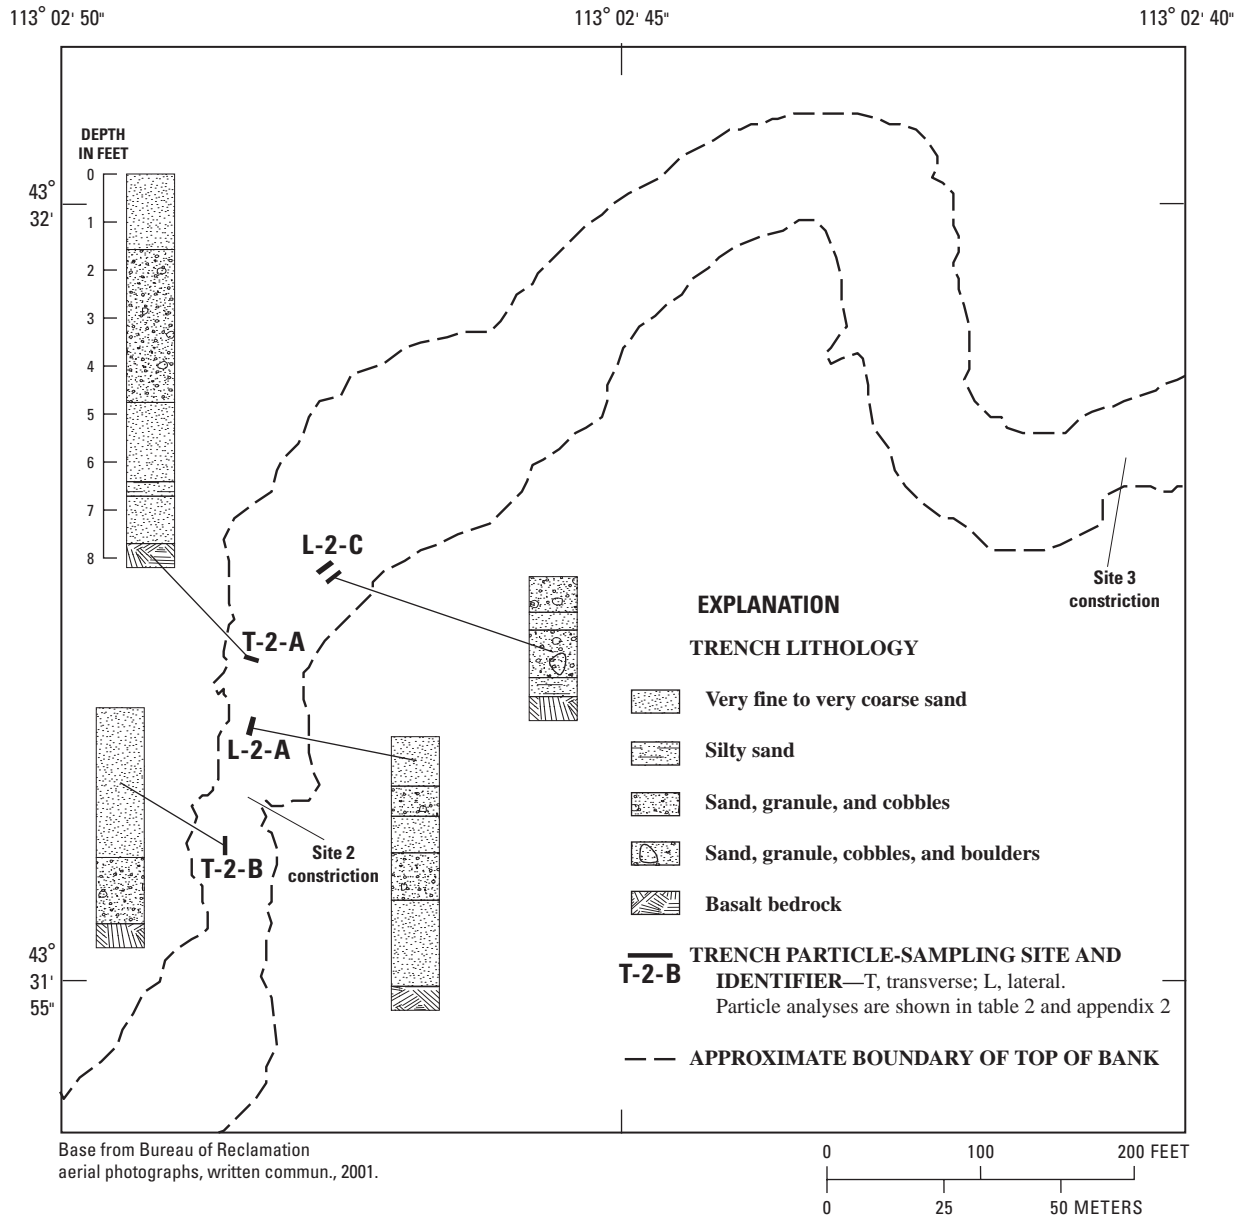 113° 02' 50"
113° 02' 45"
113° 02' 40"
DEPTH
IN FEET
0
1
2
3
4
5
6
7
8
43°
32'
L-2-C
T-2-A
L-2-A
T-2-B
Site 2
constriction
Site 3
constriction
43°
31'
55"
EXPLANATION
TRENCH LITHOLOGY
Very fine to very coarse sand
Silty sand
Sand, granule, and cobbles
Sand, granule, cobbles, and boulders
Basalt bedrock
T-2-B
TRENCH PARTICLE-SAMPLING SITE AND
IDENTIFIER—T, transverse; L, lateral.
Particle analyses are shown in table 2 and appendix 2
APPROXIMATE BOUNDARY OF TOP OF BANK
Base from Bureau of Reclamation
aerial photographs, written commun., 2001.
0 100 200 FEET
0 25 50 METERS